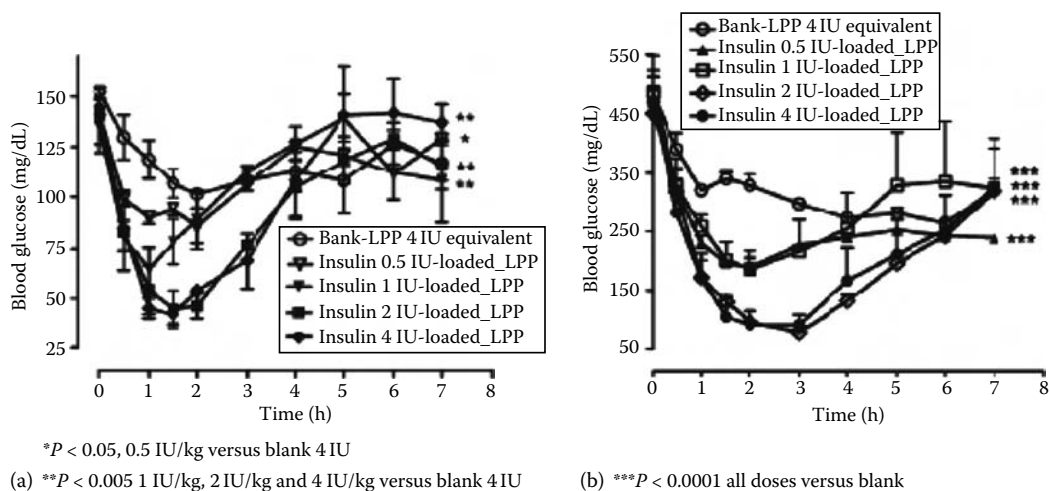 Blood glucose (mg/dL)
150
125
100
75
50
25
0 1 2 3 4 5 6 7 8
Time (h)
Bank-LPP 4 IU equivalent
Insulin 0.5 IU-loaded_LPP
Insulin 1 IU-loaded_LPP
Insulin 2 IU-loaded_LPP
Insulin 4 IU-loaded_LPP
**
*
**
**
*P < 0.05, 0.5 IU/kg versus blank 4 IU
(a) **P < 0.005 1 IU/kg, 2 IU/kg and 4 IU/kg versus blank 4 IU
Bank-LPP 4 IU equivalent
Insulin 0.5 IU-loaded_LPP
Insulin 1 IU-loaded_LPP
Insulin 2 IU-loaded_LPP
Insulin 4 IU-loaded_LPP
Blood glucose (mg/dL)
550
450
350
250
150
50
0 1 2 3 4 5 6 7 8
Time (h)
***
***
***
***
(b) ***P < 0.0001 all doses versus blank